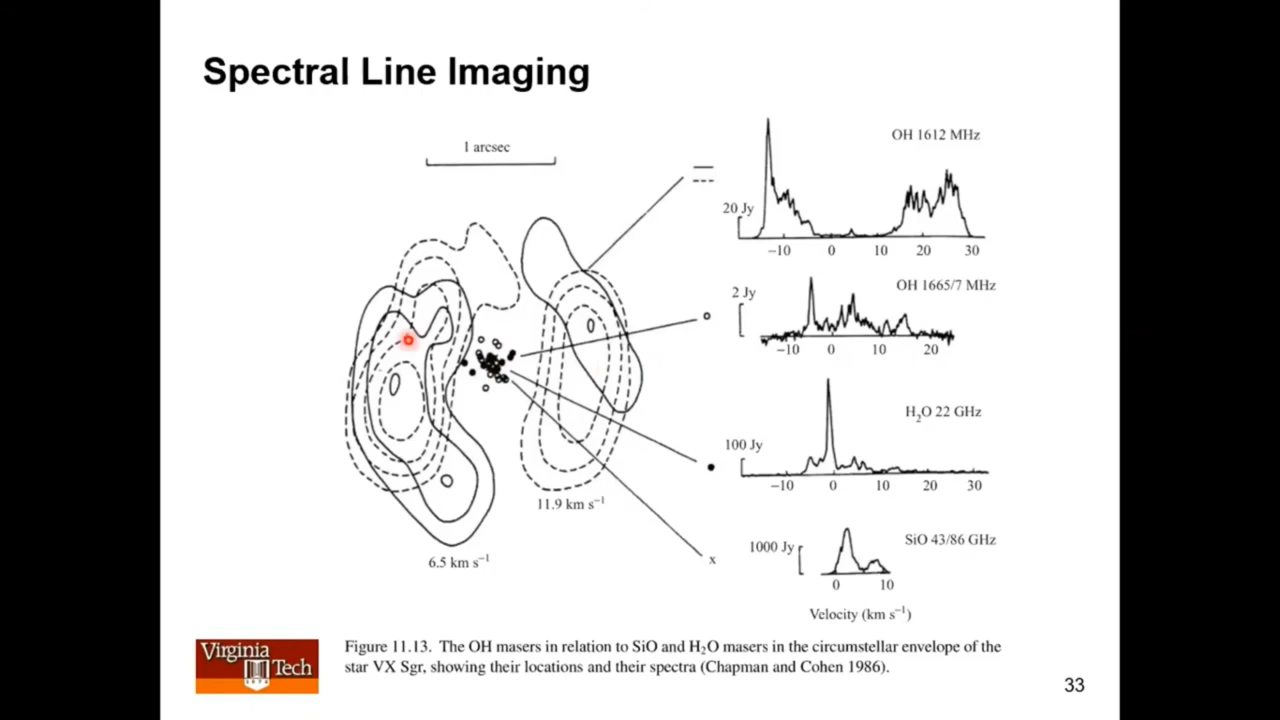 Spectral Line Imaging
1 arcsec
OH 1612 MHz
20 Jy
−10 0 10 20 30
2 Jy
OH 1665/7 MHz
−10 0 10 20
H₂O 22 GHz
100 Jy
−10 0 10 20 30
11.9 km s⁻¹
SiO 43/86 GHz
1000 Jy
x
6.5 km s⁻¹
0 10
Velocity (km s⁻¹)
Virginia
Tech
1872
Figure 11.13. The OH masers in relation to SiO and H₂O masers in the circumstellar envelope of the
star VX Sgr, showing their locations and their spectra (Chapman and Cohen 1986).
33